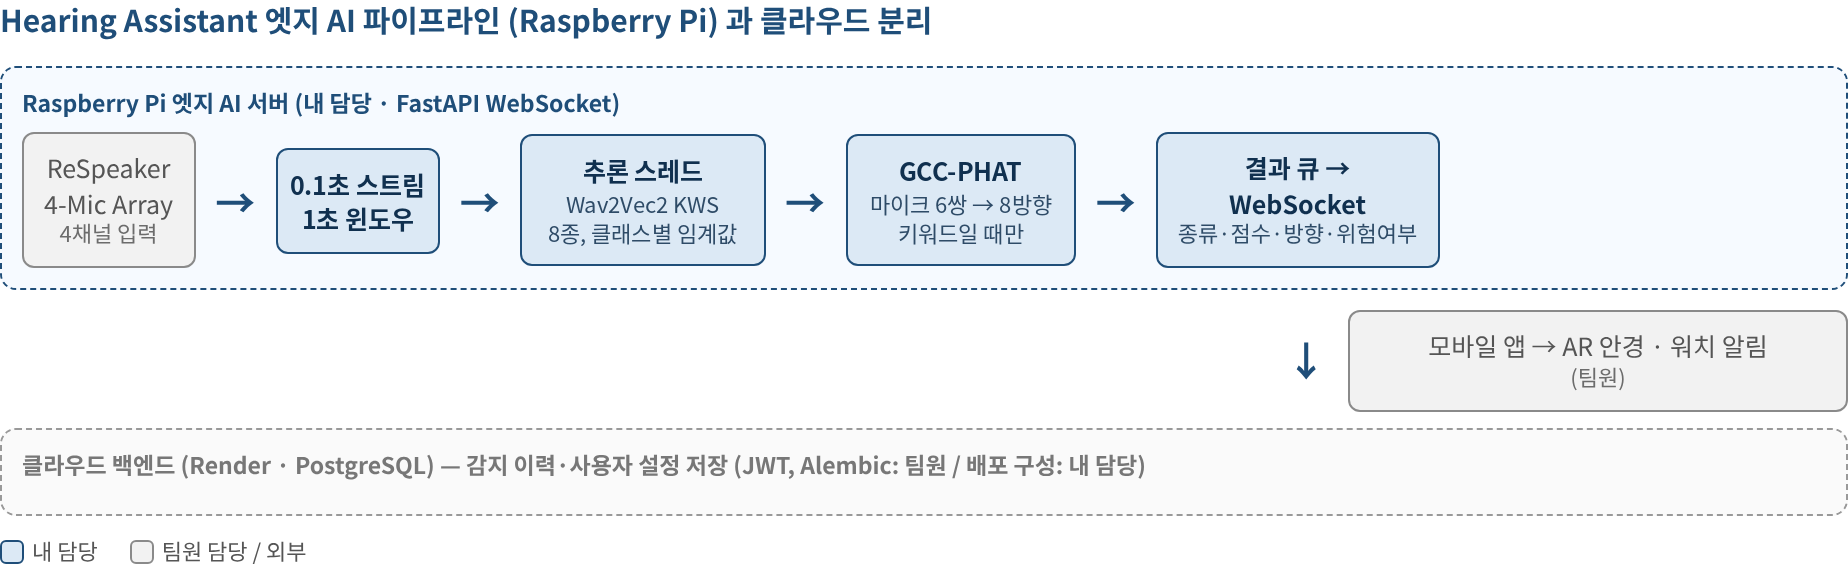 Hearing Assistant 엣지 AI 파이프라인 (Raspberry Pi) 과 클라우드 분리
Raspberry Pi 엣지 AI 서버 (내 담당 · FastAPI WebSocket)
ReSpeaker
4-Mic Array
4채널 입력
→
0.1초 스트림
1초 윈도우
→
추론 스레드
Wav2Vec2 KWS
8종, 클래스별 임계값
→
GCC-PHAT
마이크 6쌍 → 8방향
키워드일 때만
→
결과 큐 →
WebSocket
종류·점수·방향·위험여부
↓
모바일 앱 → AR 안경 · 워치 알림
(팀원)
클라우드 백엔드 (Render · PostgreSQL) — 감지 이력·사용자 설정 저장 (JWT, Alembic: 팀원 / 배포 구성: 내 담당)
내 담당
팀원 담당 / 외부